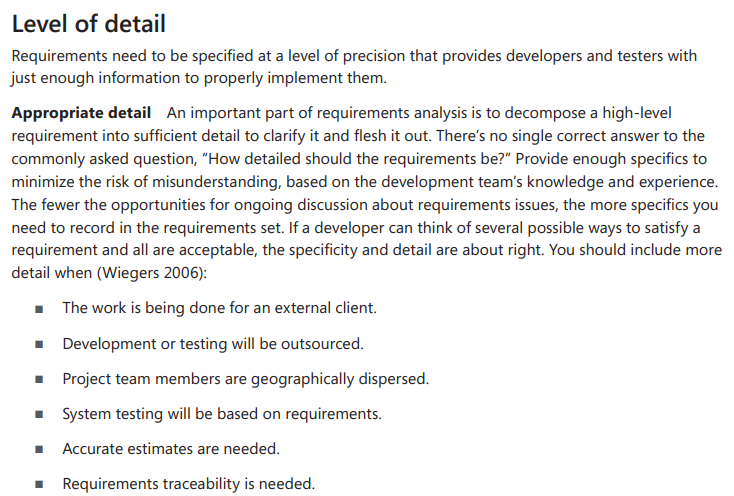 Level of detail
Requirements need to be specified at a level of precision that provides developers and testers with
just enough information to properly implement them.
Appropriate detail An important part of requirements analysis is to decompose a high-level
requirement into sufficient detail to clarify it and flesh it out. There’s no single correct answer to the
commonly asked question, “How detailed should the requirements be?” Provide enough specifics to
minimize the risk of misunderstanding, based on the development team’s knowledge and experience.
The fewer the opportunities for ongoing discussion about requirements issues, the more specifics you
need to record in the requirements set. If a developer can think of several possible ways to satisfy a
requirement and all are acceptable, the specificity and detail are about right. You should include more
detail when (Wiegers 2006):
■ The work is being done for an external client.
■ Development or testing will be outsourced.
■ Project team members are geographically dispersed.
■ System testing will be based on requirements.
■ Accurate estimates are needed.
■ Requirements traceability is needed.